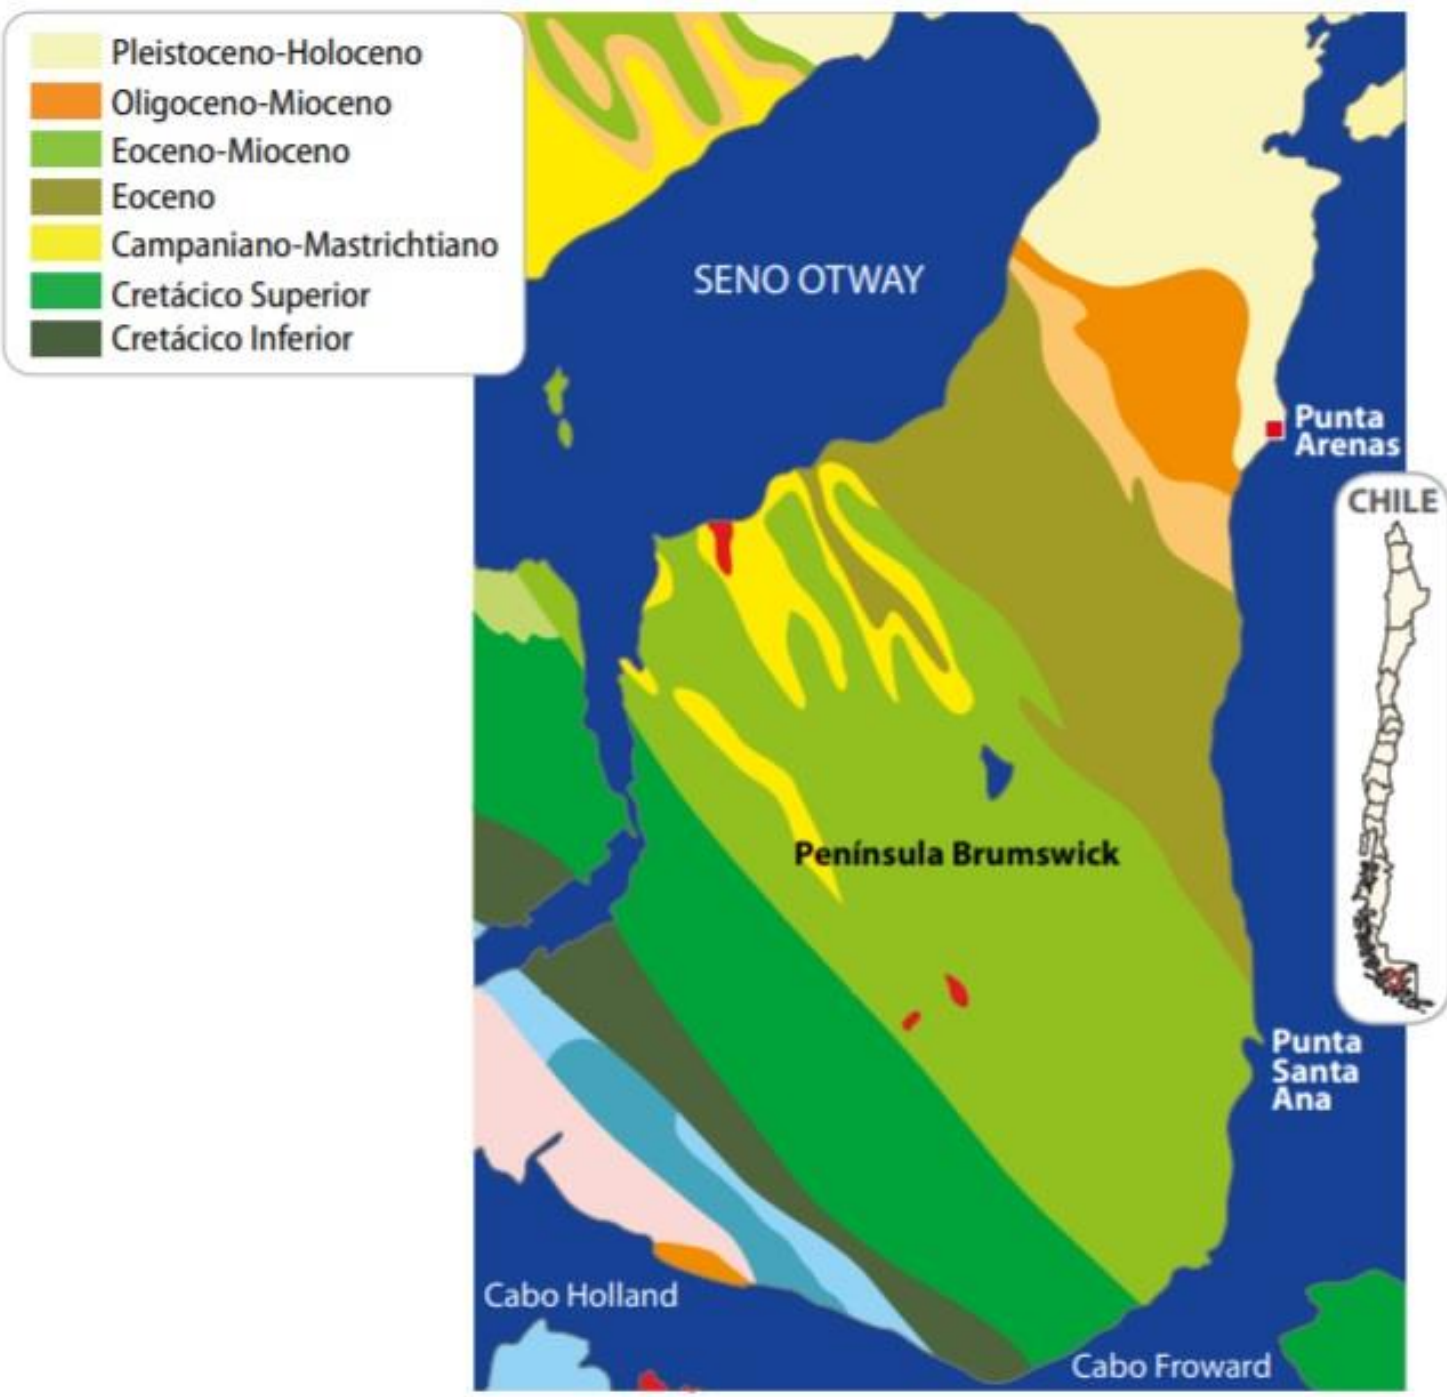 Pleistoceno-Holoceno
Oligoceno-Mioceno
Eoceno-Mioceno
Eoceno
Campaniano-Mastrichtiano
Cretácico Superior
Cretácico Inferior
SENO OTWAY
Punta
Arenas
CHILE
Península Brumswick
Punta
Santa
Ana
Cabo Holland
Cabo Froward